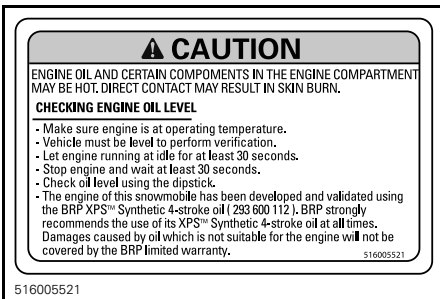 ⚠ CAUTION
ENGINE OIL AND CERTAIN COMPOMENTS IN THE ENGINE COMPARTMENT
MAY BE HOT. DIRECT CONTACT MAY RESULT IN SKIN BURN.
CHECKING ENGINE OIL LEVEL
- Make sure engine is at operating temperature.
- Vehicle must be level to perform verification.
- Let engine running at idle for at least 30 seconds.
- Stop engine and wait at least 30 seconds.
- Check oil level using the dipstick.
- The engine of this snowmobile has been developed and validated using
the BRP XPS™ Synthetic 4-stroke oil ( 293 600 112 ). BRP strongly
recommends the use of its XPS™ Synthetic 4-stroke oil at all times.
Damages caused by oil which is not suitable for the engine will not be
covered by the BRP limited warranty.
516005521
516005521